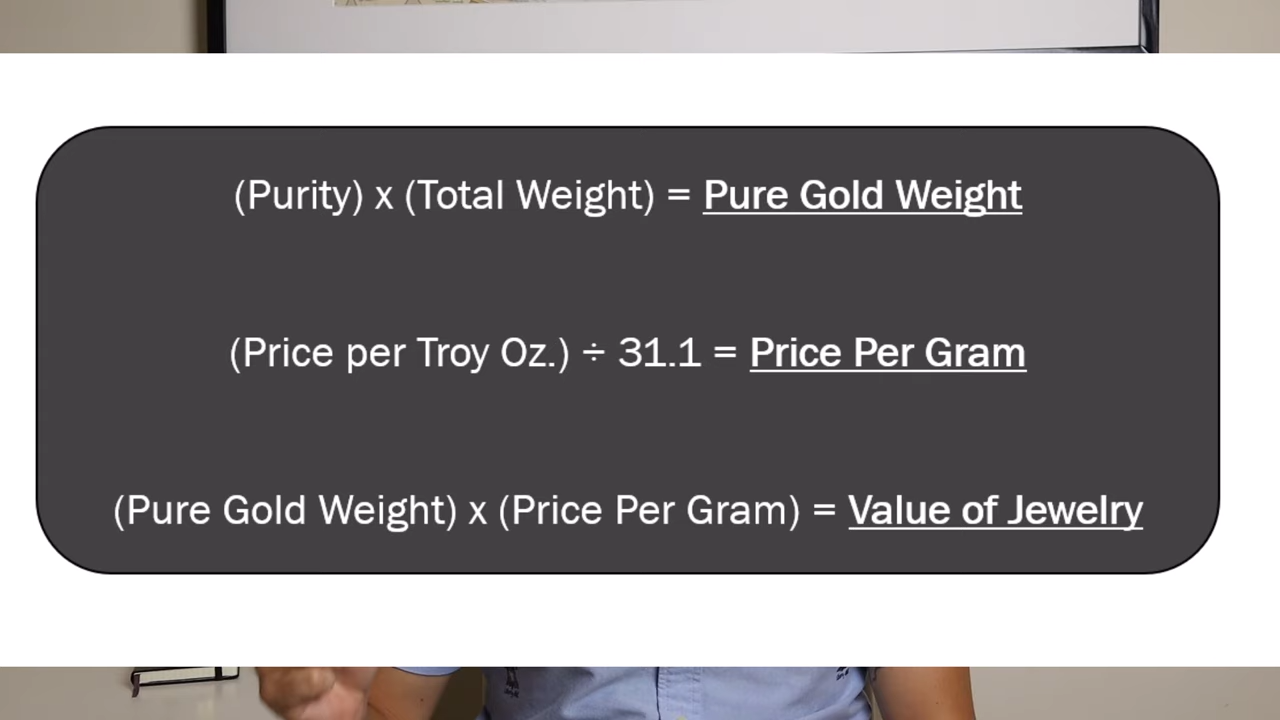 (Purity) x (Total Weight) = Pure Gold Weight
(Price per Troy Oz.) ÷ 31.1 = Price Per Gram
(Pure Gold Weight) x (Price Per Gram) = Value of Jewelry